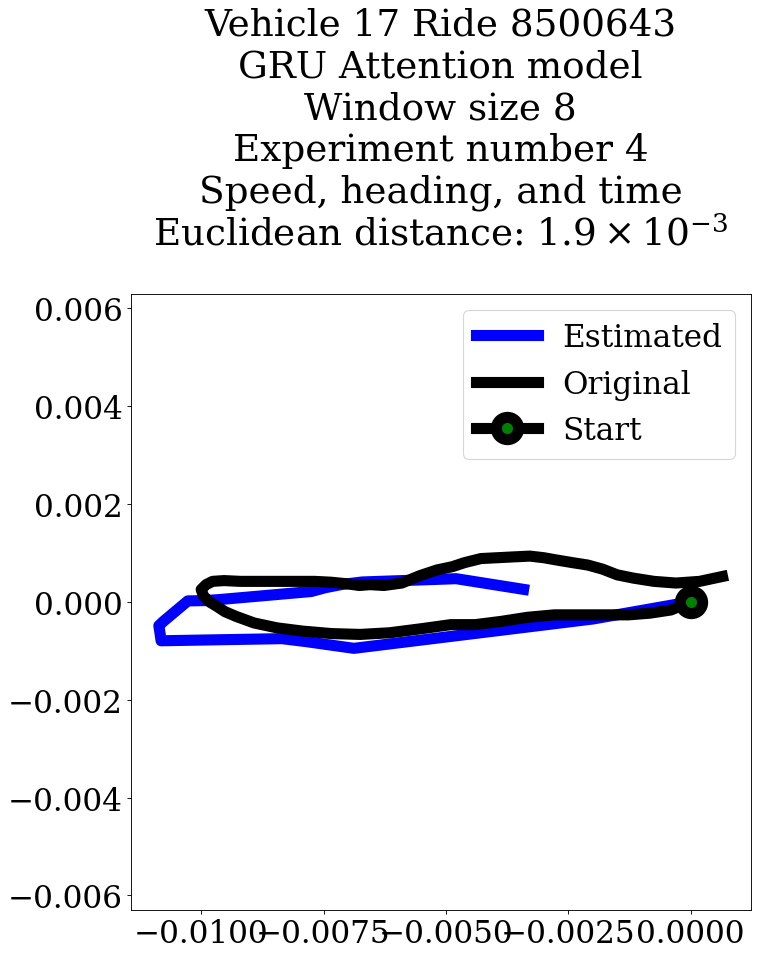 Vehicle 17 Ride 8500643
GRU Attention model
Window size 8
Experiment number 4
Speed, heading, and time
Euclidean distance: 1.9 × 10⁻³
0.006
Estimated
Original
Start
0.004
0.002
0.000
−0.002
−0.004
−0.006
−0.0100 −0.0075 −0.0050 −0.0025 0.0000